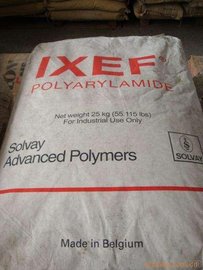 IXEF®
POLYARYLAMIDE
Net weight 25 kg (55.115 lbs)
For Industrial Use Only
Solvay
Advanced Polymers
SOLVAY
Made in Belgium